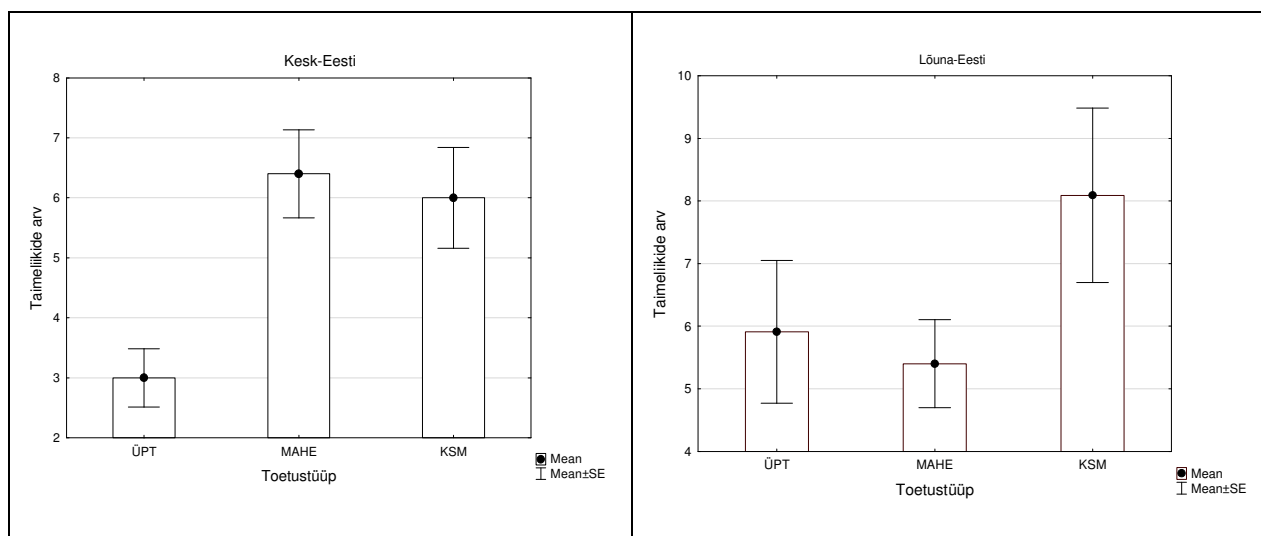 Kesk-Eesti
8
7
6
5
4
3
2
Taimeliikide arv
ÜPT MAHE KSM
Toetustüüp
Mean
Mean±SE
Lõuna-Eesti
10
9
8
7
6
5
4
Taimeliikide arv
ÜPT MAHE KSM
Toetustüüp
Mean
Mean±SE